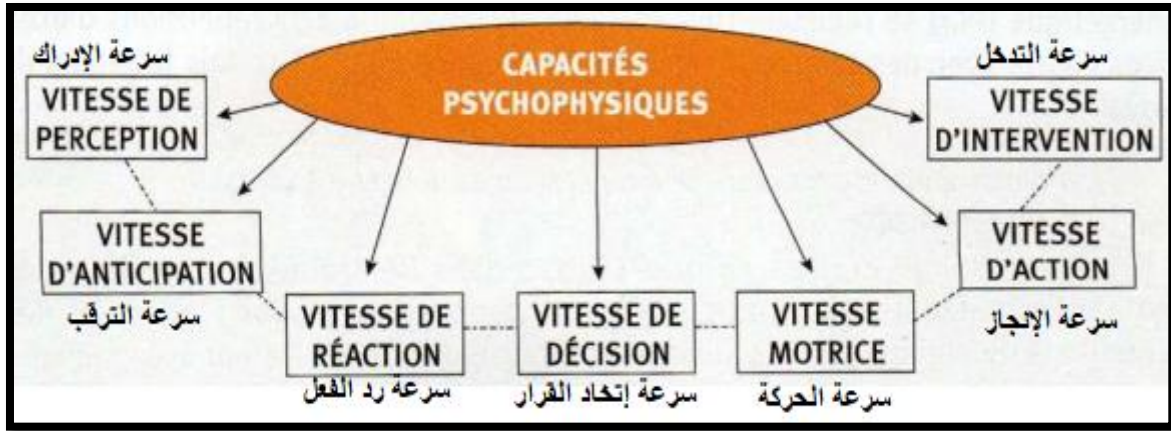 CAPACITÉS
PSYCHOPHYSIQUES
سرعة الإدراك
VITESSE DE
PERCEPTION
VITESSE
D'ANTICIPATION
سرعة الترقب
VITESSE DE
RÉACTION
سرعة رد الفعل
VITESSE DE
DÉCISION
سرعة إتخاد القرار
VITESSE
MOTRICE
سرعة الحركة
VITESSE
D'ACTION
سرعة الإنجاز
سرعة التدخل
VITESSE
D'INTERVENTION